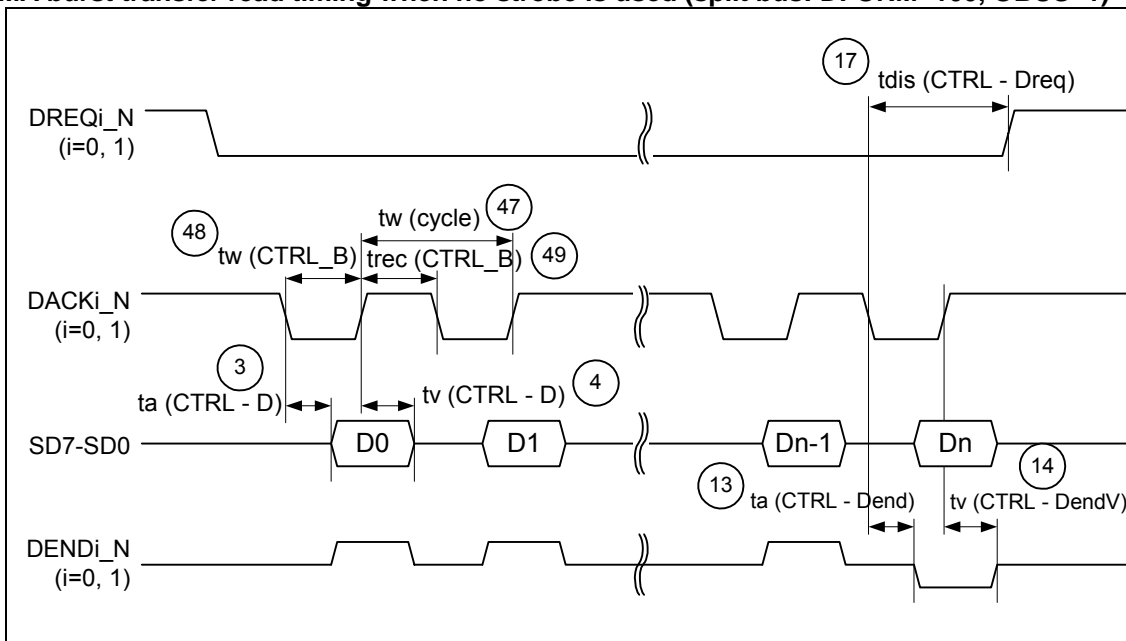 DREQi_N
(i=0, 1)
17
tdis (CTRL - Dreq)
48
tw (CTRL_B)
tw (cycle)
47
trec (CTRL_B)
49
DACKi_N
(i=0, 1)
3
ta (CTRL - D)
tv (CTRL - D)
4
SD7-SD0
D0
D1
Dn-1
Dn
13
ta (CTRL - Dend)
14
tv (CTRL - DendV)
DENDi_N
(i=0, 1)